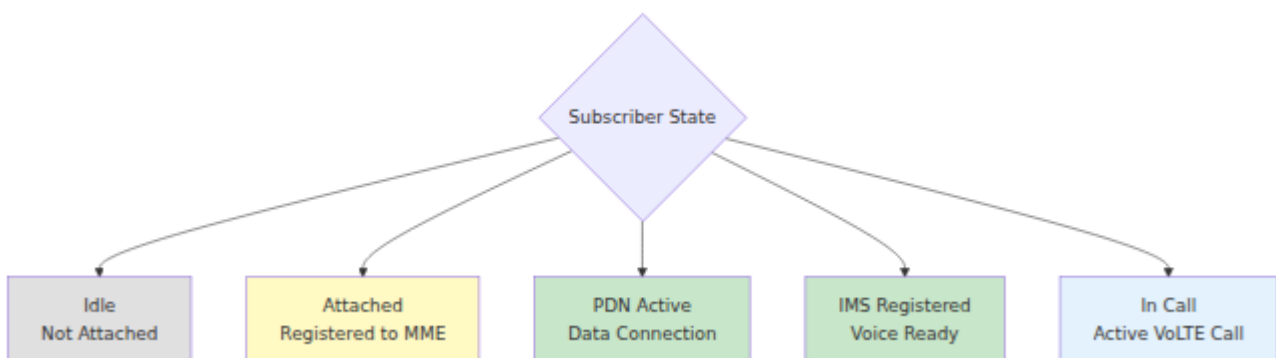 Subscriber State
Idle
Not Attached
Attached
Registered to MME
PDN Active
Data Connection
IMS Registered
Voice Ready
In Call
Active VoLTE Call